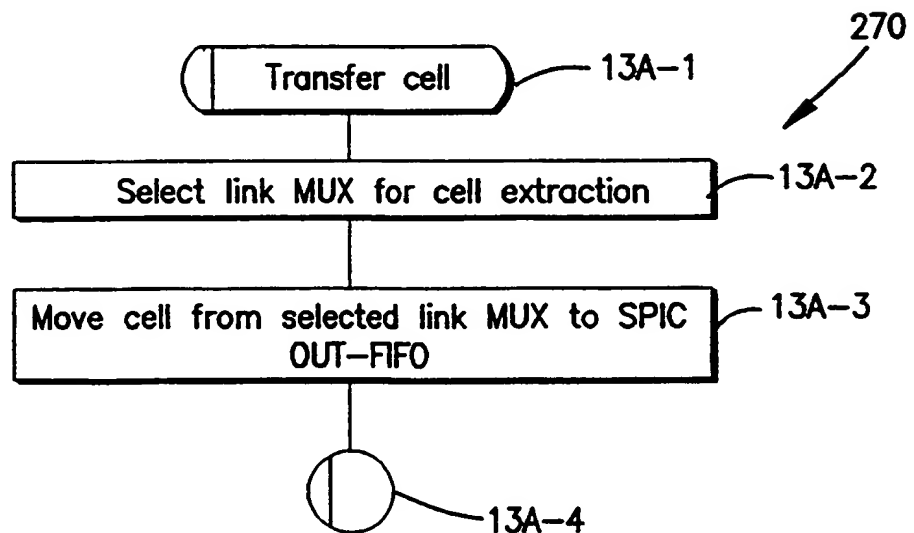 270
Transfer cell
13A-1
Select link MUX for cell extraction
13A-2
Move cell from selected link MUX to SPIC
OUT-FIFO
13A-3
13A-4